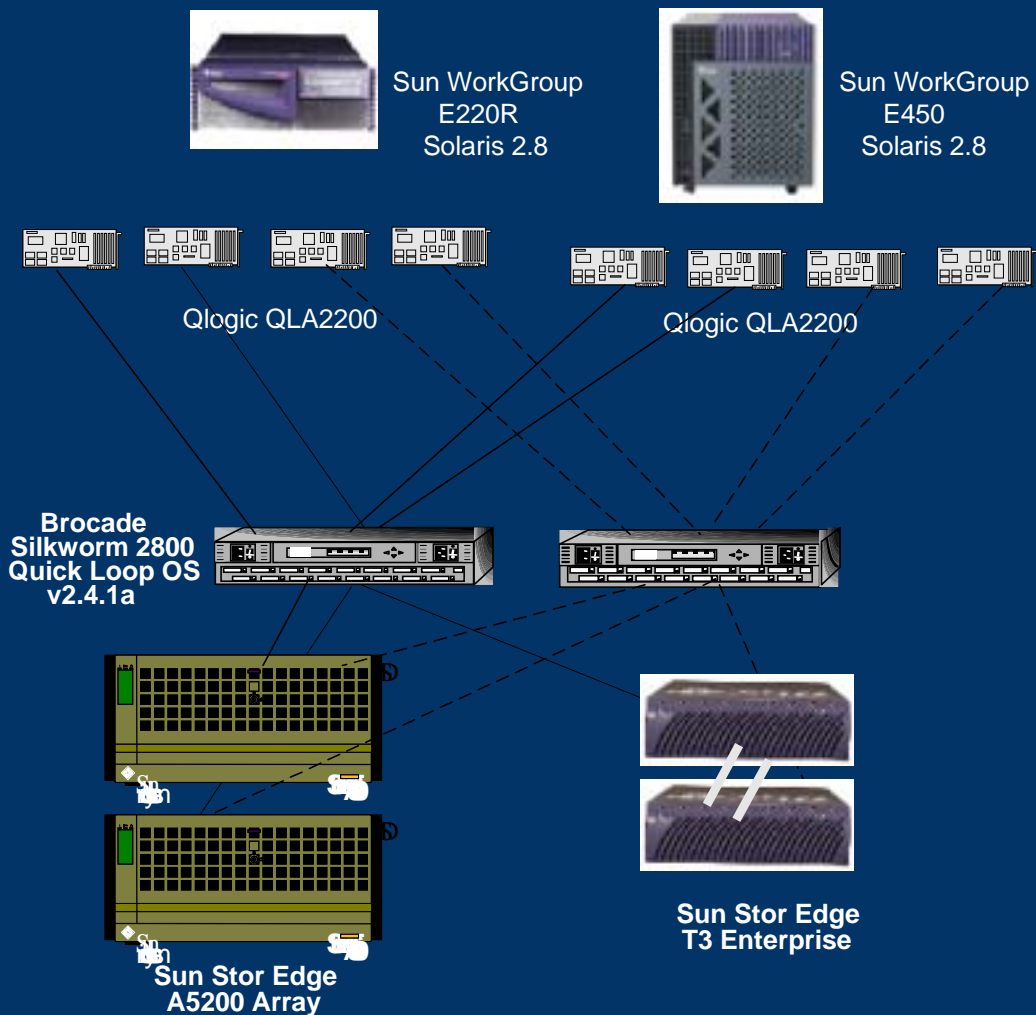 Sun WorkGroup
E220R
Solaris 2.8
Sun WorkGroup
E450
Solaris 2.8
Qlogic QLA2200
Qlogic QLA2200
Brocade
Silkworm 2800
Quick Loop OS
v2.4.1a
Sun Stor Edge
T3 Enterprise
Sun Stor Edge
A5200 Array